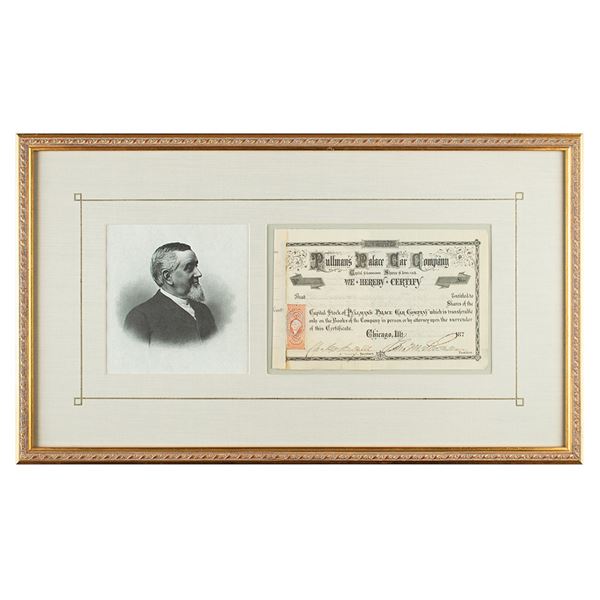 Pullman's Palace Car Company
WE · HEREBY · CERTIFY
That
Entitled to
Shares of the
Capital Stock of PULLMAN'S PALACE CAR COMPANY which is transferable
only on the Books of the Company in person or by attorney upon the surrender
of this Certificate.
Chicago, Ill. 187